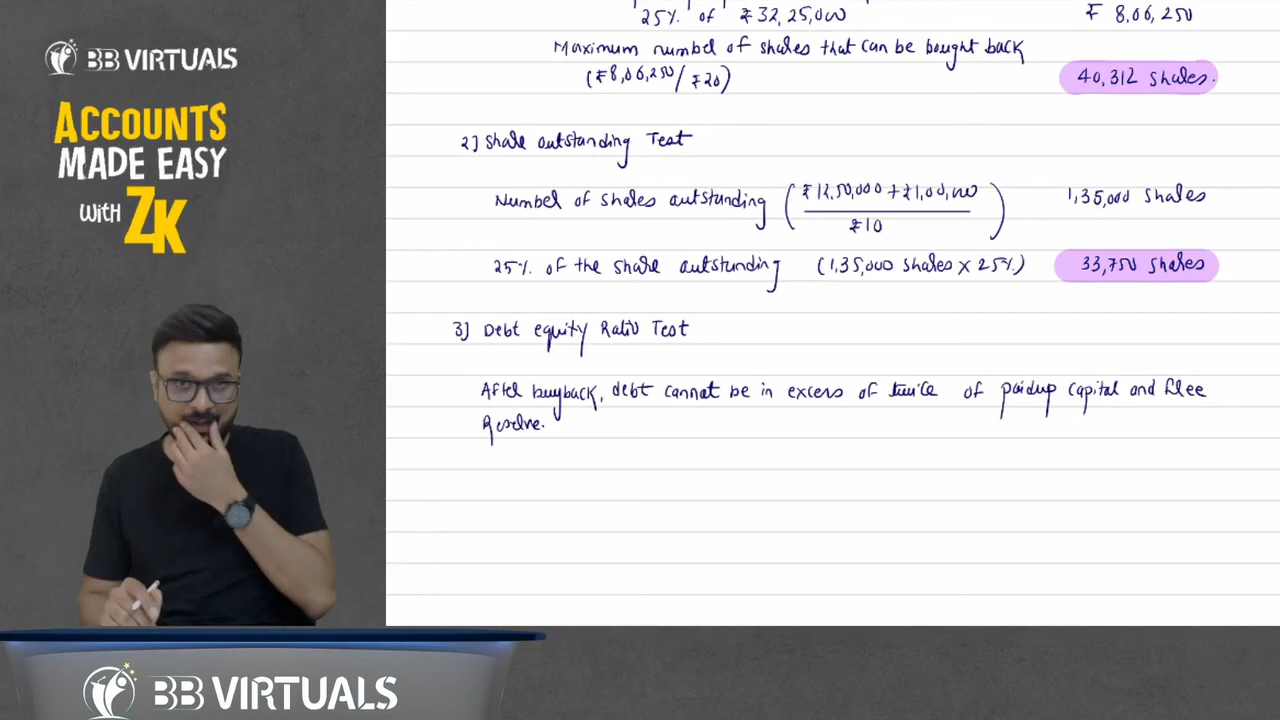 BB VIRTUALS
ACCOUNTS
MADE EASY
WITH ZK
25% of ₹32,25,000 ₹ 8,06,250
Maximum number of shares that can be bought back
(₹8,06,250/₹20) 40,312 shares.
2] Share outstanding Test
Number of shares outstanding (₹12,50,000 + ₹1,00,000 / ₹10) 1,35,000 shares
25% of the share outstanding (1,35,000 shares × 25%) 33,750 shares
3] Debt equity Ratio Test
After buyback, debt cannot be in excess of twice of paidup capital and free
Reserve.
BB VIRTUALS